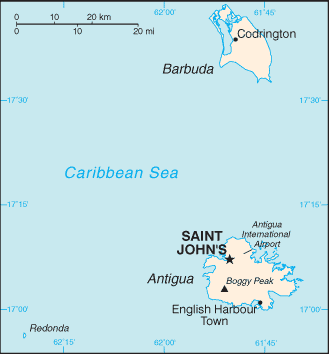 62°00' 61°45'
0 10 20 km
0 10 20 mi
Codrington
Barbuda
17°30' 17°30'
Caribbean Sea
17°15' 17°15'
SAINT
JOHN'S
Antigua
International
Airport
Antigua
Boggy Peak
English Harbour
Town
17°00' 17°00'
Redonda
62°15' 62°00' 61°45'